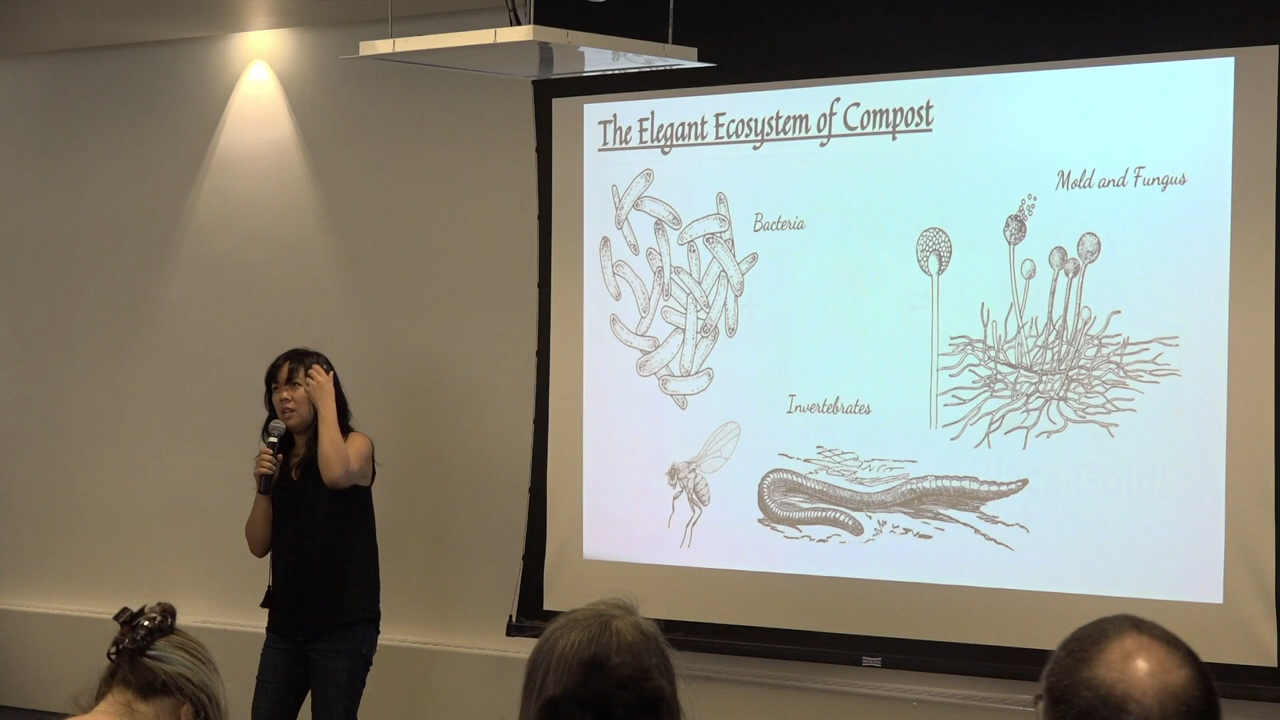 The Elegant Ecosystem of Compost
Mold and Fungus
Bacteria
Invertebrates